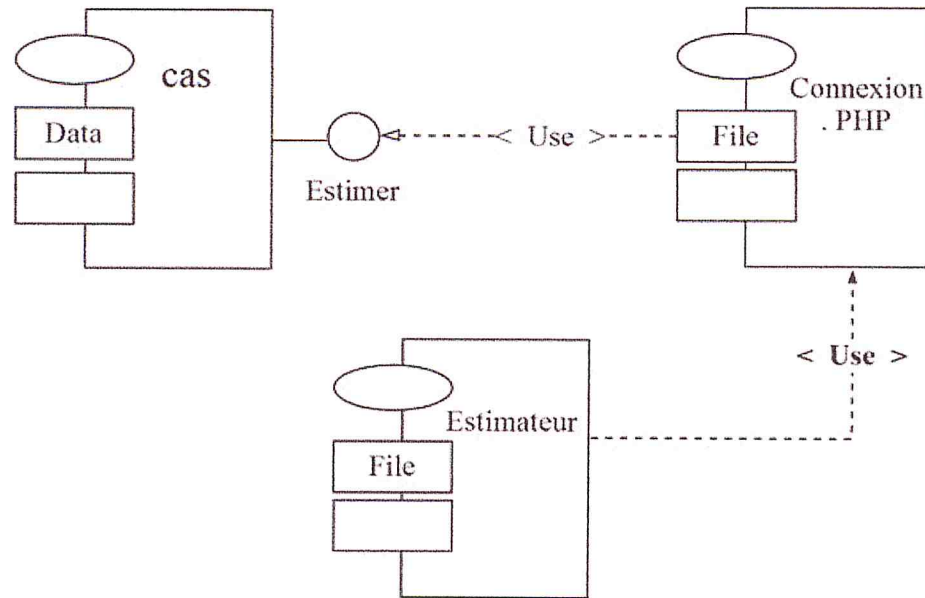 cas
Data
Estimer
< Use >
Connexion
. PHP
File
< Use >
Estimateur
File